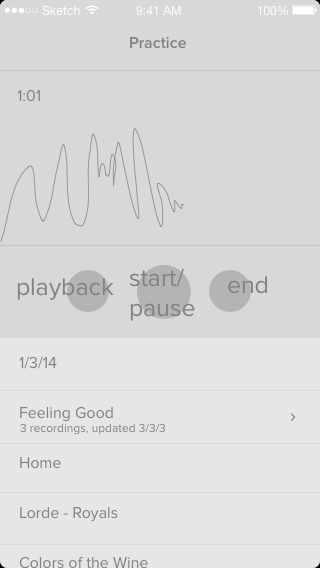 Sketch 9:41 AM 100%
Practice
1:01
playback start/ end
pause
1/3/14
Feeling Good
3 recordings, updated 3/3/3
Home
Lorde - Royals
Colors of the Wine